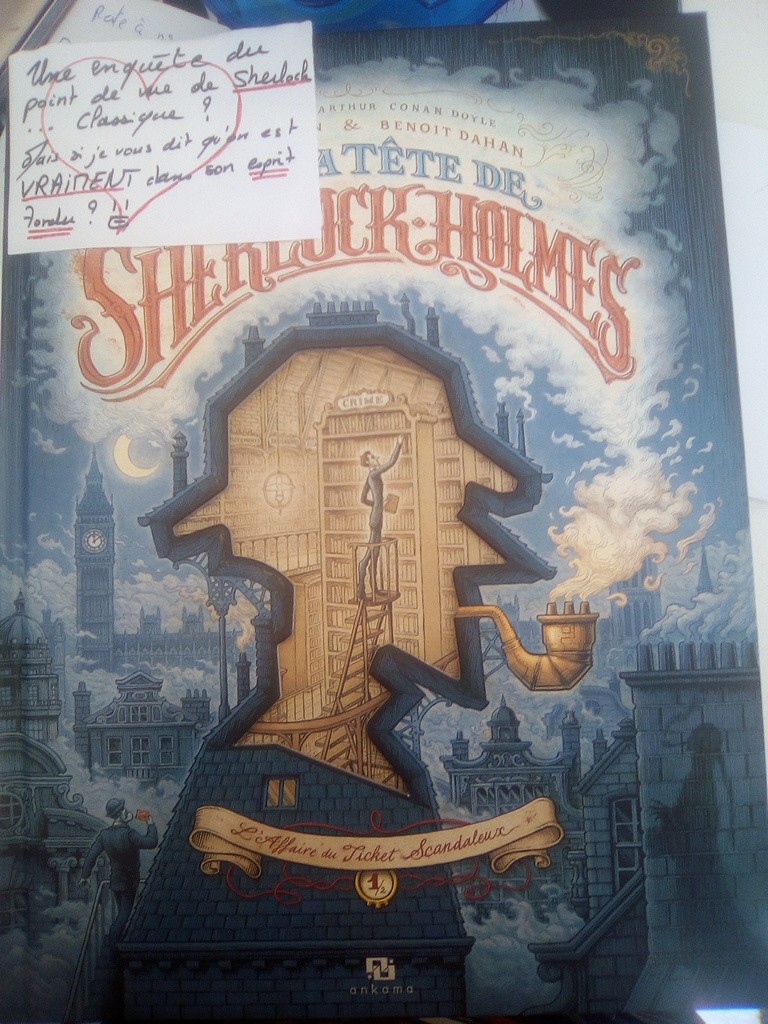 Une enquête du
point de vue de Sherlock
... Classique ?
Mais si je vous dit qu'on est
VRAIMENT dans son esprit
Tordu ? !!
ARTHUR CONAN DOYLE
& BENOIT DAHAN
TÊTE DE
SHERLOCK · HOLMES
CRIME
L'Affaire du Ticket Scandaleux
1/2
ankama